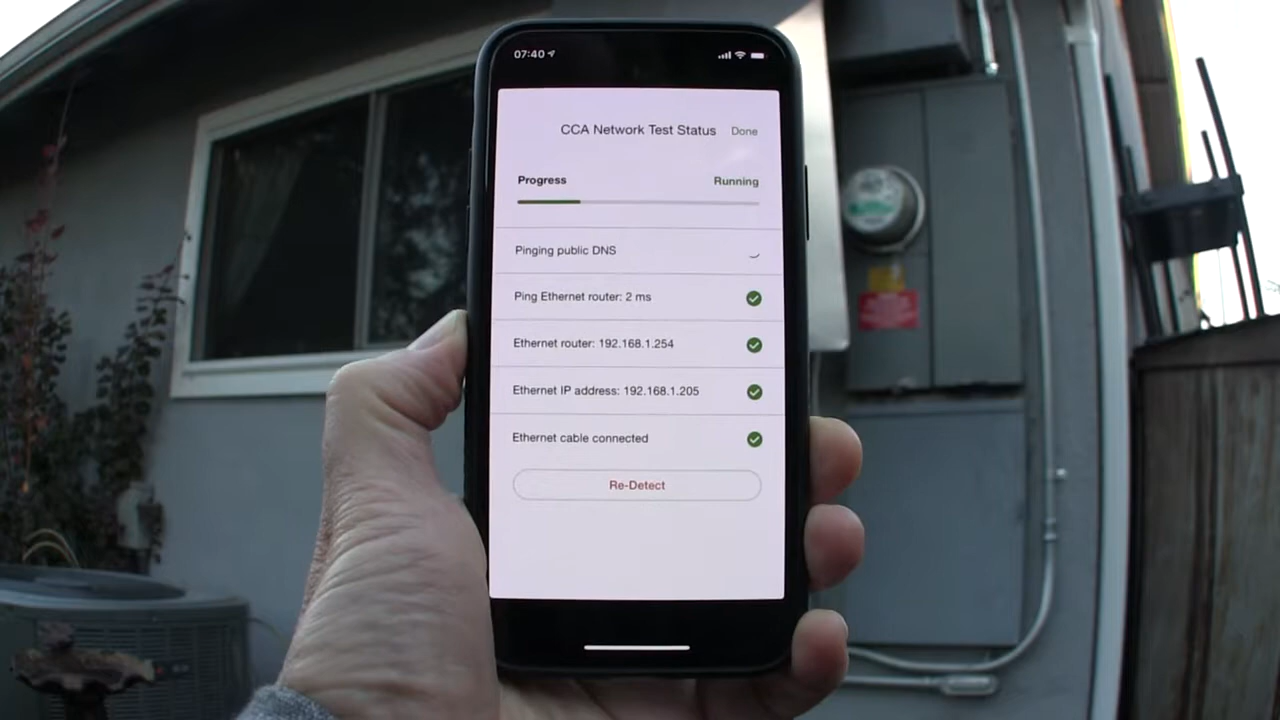 07:40
CCA Network Test Status Done
Progress Running
Pinging public DNS
Ping Ethernet router: 2 ms
Ethernet router: 192.168.1.254
Ethernet IP address: 192.168.1.205
Ethernet cable connected
Re-Detect